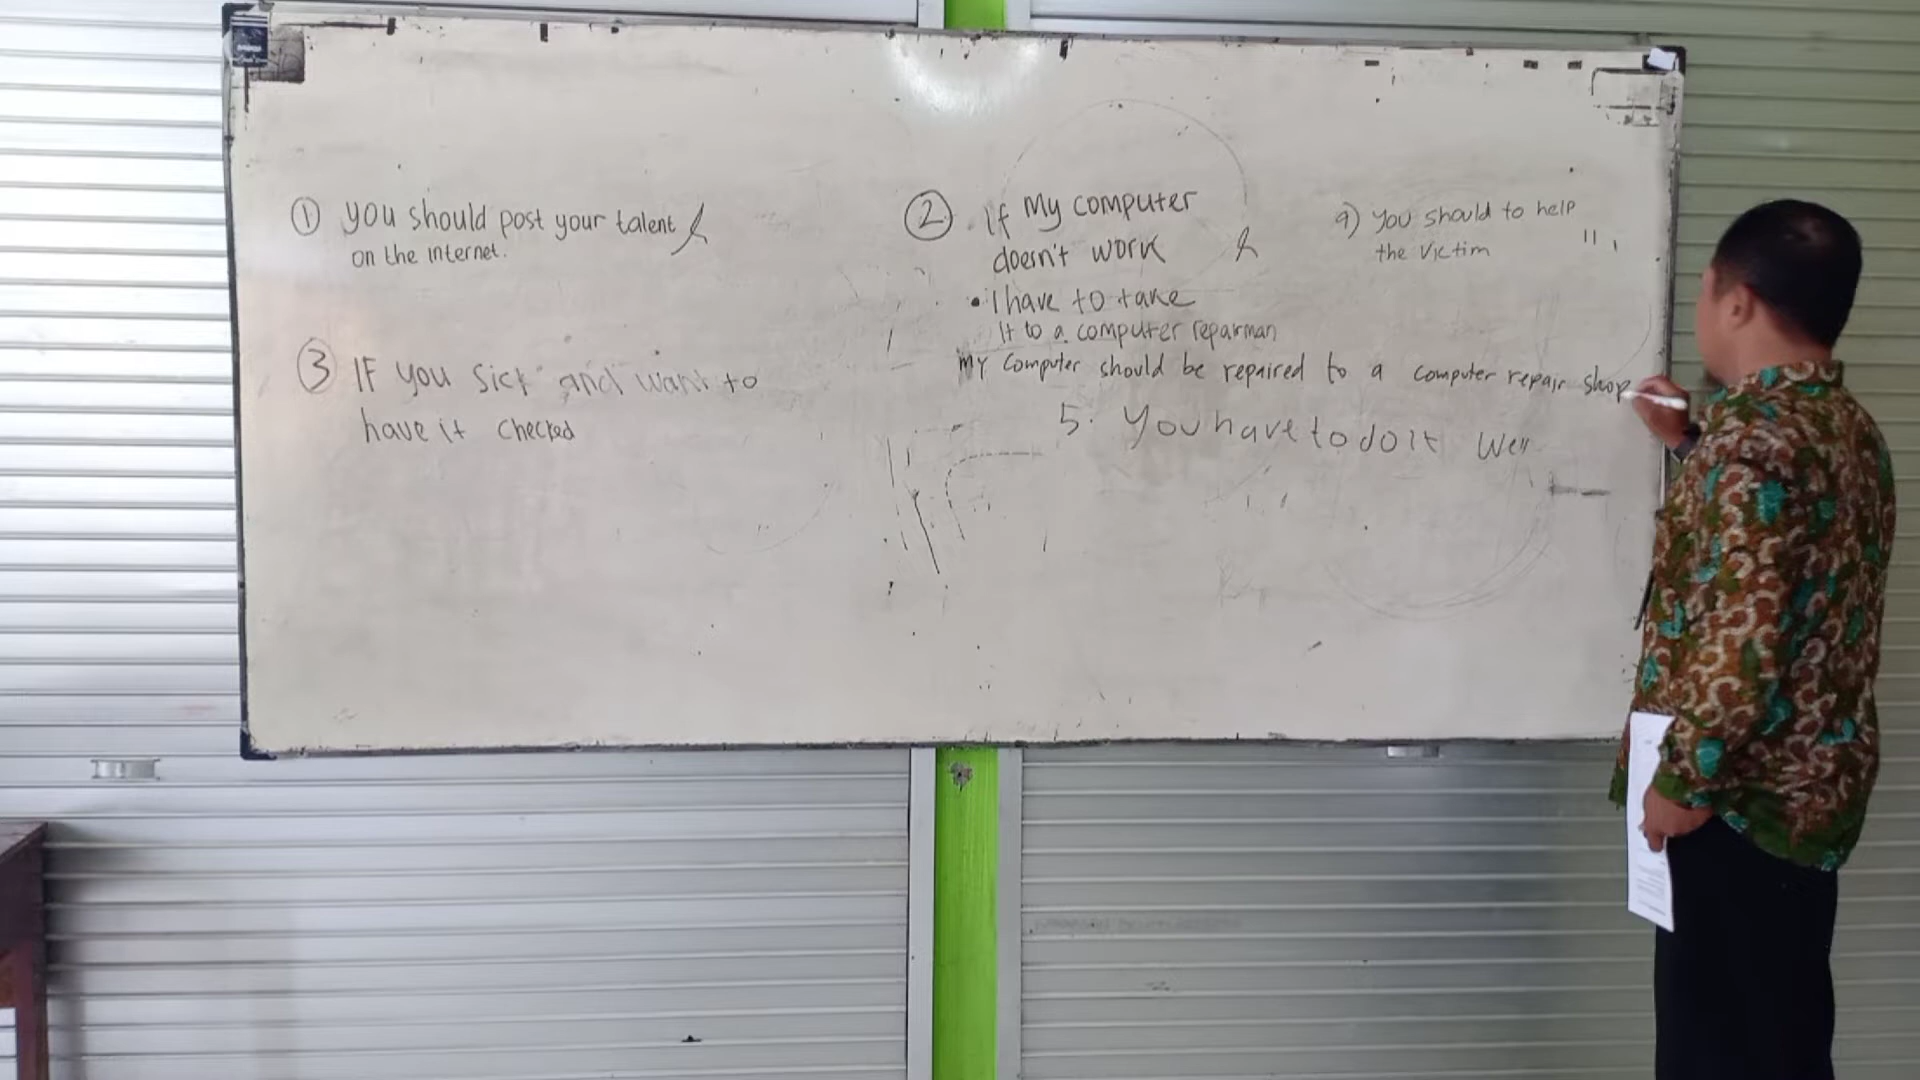 ① you should post your talent
on the internet.
② If My computer
doesn't work
• I have to take
it to a computer reparman
My Computer should be repaired to a computer repair shop
9) you should to help
the Victim
③ IF you Sick and want to
have it checked
5. You have to do it well